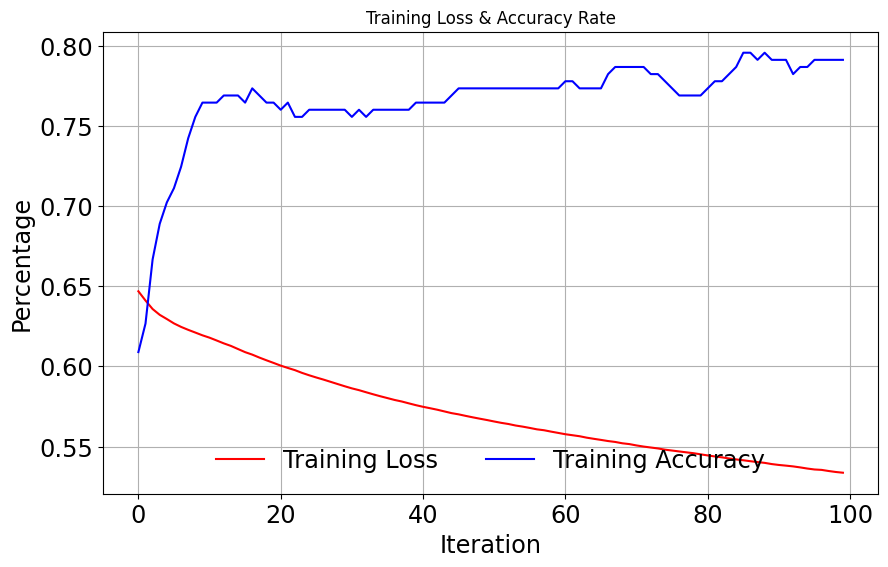 Training Loss & Accuracy Rate
0.80
0.75
0.70
0.65
0.60
0.55
Percentage
Training Loss Training Accuracy
0 20 40 60 80 100
Iteration